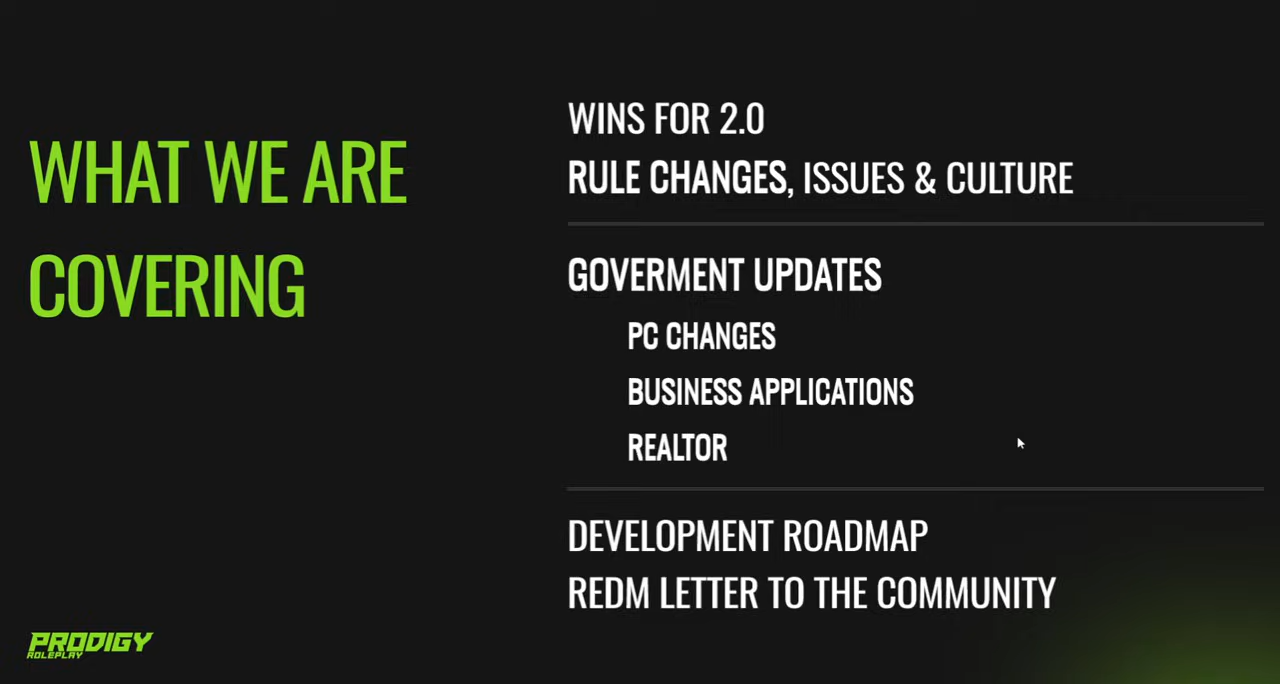 WHAT WE ARE
COVERING
WINS FOR 2.0
RULE CHANGES, ISSUES & CULTURE
GOVERMENT UPDATES
PC CHANGES
BUSINESS APPLICATIONS
REALTOR
DEVELOPMENT ROADMAP
REDM LETTER TO THE COMMUNITY
PRODIGY
ROLEPLAY